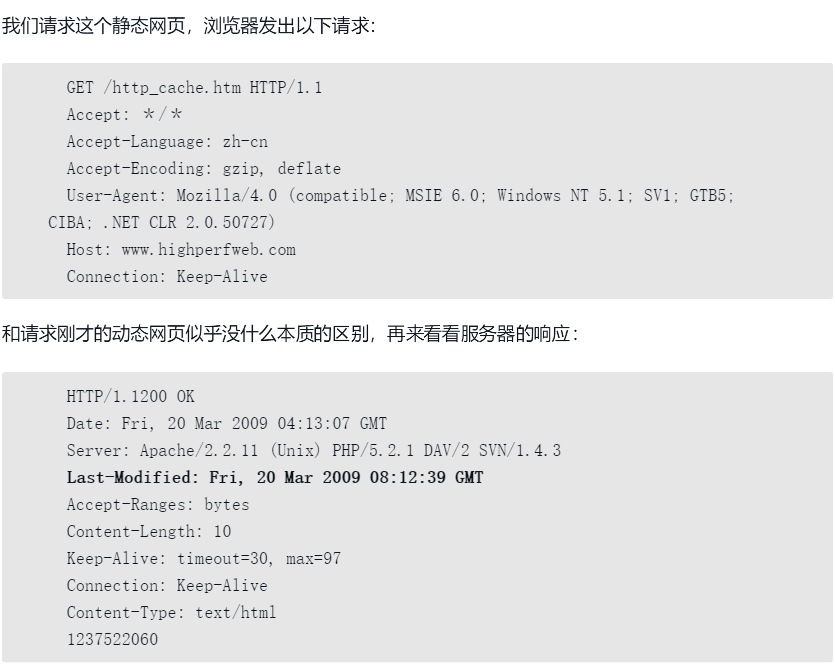 我们请求这个静态网页，浏览器发出以下请求：
GET /http_cache.htm HTTP/1.1
Accept: ＊/＊
Accept-Language: zh-cn
Accept-Encoding: gzip, deflate
User-Agent: Mozilla/4.0 (compatible; MSIE 6.0; Windows NT 5.1; SV1; GTB5;
CIBA; .NET CLR 2.0.50727)
Host: www.highperfweb.com
Connection: Keep-Alive
和请求刚才的动态网页似乎没什么本质的区别，再来看看服务器的响应：
HTTP/1.1200 OK
Date: Fri, 20 Mar 2009 04:13:07 GMT
Server: Apache/2.2.11 (Unix) PHP/5.2.1 DAV/2 SVN/1.4.3
Last-Modified: Fri, 20 Mar 2009 08:12:39 GMT
Accept-Ranges: bytes
Content-Length: 10
Keep-Alive: timeout=30, max=97
Connection: Keep-Alive
Content-Type: text/html
1237522060